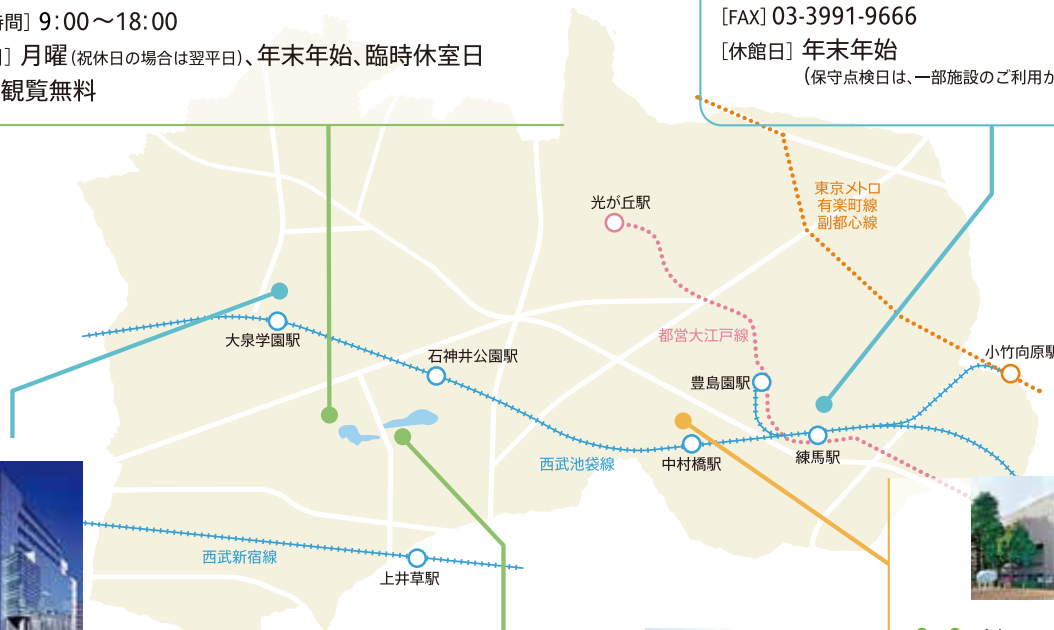 時間］9：00〜18：00
］月曜（祝休日の場合は翌平日）、年末年始、臨時休室日
観覧無料
［FAX］03-3991-9666
［休館日］年末年始
（保守点検日は、一部施設のご利用が
東京メトロ
有楽町線
副都心線
光が丘駅
都営大江戸線
大泉学園駅
石神井公園駅
小竹向原駅
豊島園駅
西武池袋線
中村橋駅
練馬駅
西武新宿線
上井草駅